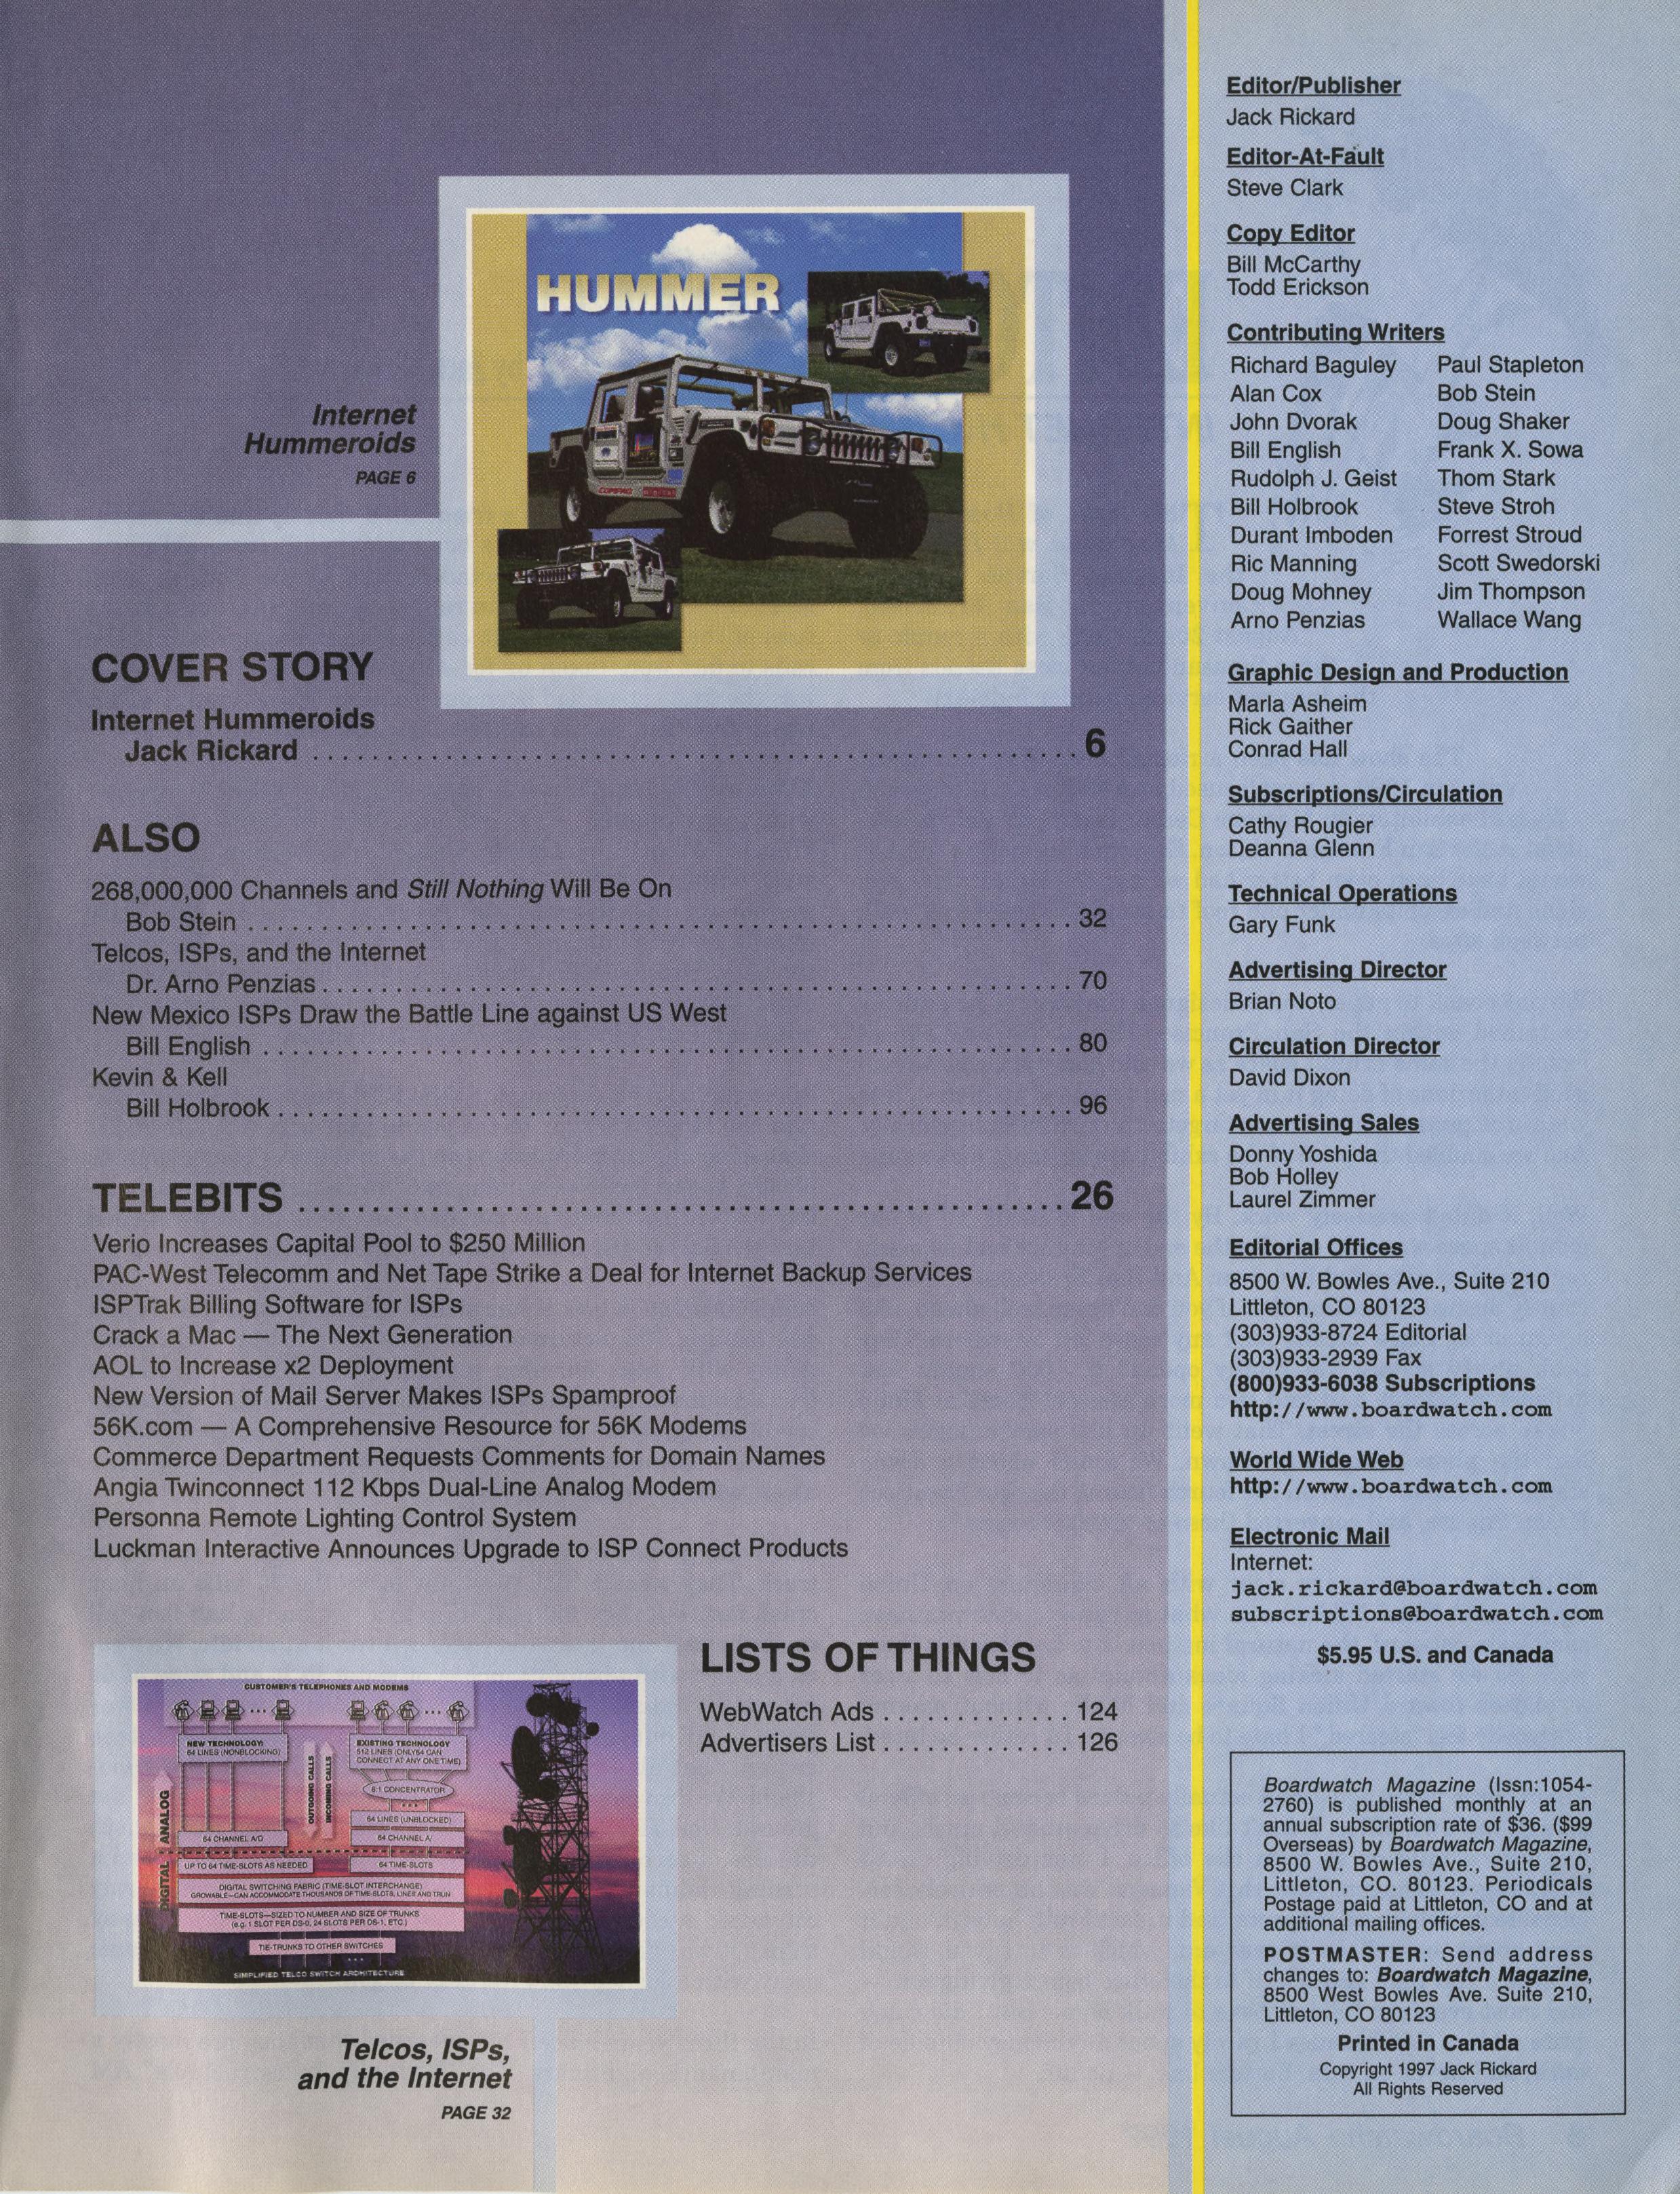 HUMMER
Internet
Hummeroids
PAGE 6
COVER STORY
Internet Hummeroids
Jack Rickard . . . . . . . . . . 6
ALSO
268,000,000 Channels and Still Nothing Will Be On
Bob Stein . . . . . . . . . . 32
Telcos, ISPs, and the Internet
Dr. Arno Penzias . . . . . . . . . . 70
New Mexico ISPs Draw the Battle Line against US West
Bill English . . . . . . . . . . 80
Kevin & Kell
Bill Holbrook . . . . . . . . . . 96
TELEBITS . . . . . . . . . . 26
Verio Increases Capital Pool to $250 Million
PAC-West Telecomm and Net Tape Strike a Deal for Internet Backup Services
ISPTrak Billing Software for ISPs
Crack a Mac — The Next Generation
AOL to Increase x2 Deployment
New Version of Mail Server Makes ISPs Spamproof
56K.com — A Comprehensive Resource for 56K Modems
Commerce Department Requests Comments for Domain Names
Angia Twinconnect 112 Kbps Dual-Line Analog Modem
Personna Remote Lighting Control System
Luckman Interactive Announces Upgrade to ISP Connect Products
CUSTOMER'S TELEPHONES AND MODEMS
NEW TECHNOLOGY:
64 LINES (NONBLOCKING)
EXISTING TECHNOLOGY
512 LINES (ONLY 64 CAN
CONNECT AT ANY ONE TIME)
OUTGOING CALLS
INCOMING CALLS
8:1 CONCENTRATOR
64 LINES (UNBLOCKED)
ANALOG
64 CHANNEL A/D
64 CHANNEL A/
DIGITAL
UP TO 64 TIME-SLOTS AS NEEDED
64 TIME-SLOTS
DIGITAL SWITCHING FABRIC (TIME-SLOT INTERCHANGE)
GROWABLE—CAN ACCOMMODATE THOUSANDS OF TIME-SLOTS, LINES AND TRUN
TIME-SLOTS—SIZED TO NUMBER AND SIZE OF TRUNKS
(e.g. 1 SLOT PER DS-0, 24 SLOTS PER DS-1, ETC.)
TIE-TRUNKS TO OTHER SWITCHES
SIMPLIFIED TELCO SWITCH ARCHITECTURE
Telcos, ISPs,
and the Internet
PAGE 32
LISTS OF THINGS
WebWatch Ads . . . . . . . . . . 124
Advertisers List . . . . . . . . . . 126
Editor/Publisher
Jack Rickard
Editor-At-Fault
Steve Clark
Copy Editor
Bill McCarthy
Todd Erickson
Contributing Writers
Richard Baguley
Alan Cox
John Dvorak
Bill English
Rudolph J. Geist
Bill Holbrook
Durant Imboden
Ric Manning
Doug Mohney
Arno Penzias
Paul Stapleton
Bob Stein
Doug Shaker
Frank X. Sowa
Thom Stark
Steve Stroh
Forrest Stroud
Scott Swedorski
Jim Thompson
Wallace Wang
Graphic Design and Production
Marla Asheim
Rick Gaither
Conrad Hall
Subscriptions/Circulation
Cathy Rougier
Deanna Glenn
Technical Operations
Gary Funk
Advertising Director
Brian Noto
Circulation Director
David Dixon
Advertising Sales
Donny Yoshida
Bob Holley
Laurel Zimmer
Editorial Offices
8500 W. Bowles Ave., Suite 210
Littleton, CO 80123
(303)933-8724 Editorial
(303)933-2939 Fax
(800)933-6038 Subscriptions
http://www.boardwatch.com
World Wide Web
http://www.boardwatch.com
Electronic Mail
Internet:
jack.rickard@boardwatch.com
subscriptions@boardwatch.com
$5.95 U.S. and Canada
Boardwatch Magazine (Issn:1054-
2760) is published monthly at an
annual subscription rate of $36. ($99
Overseas) by Boardwatch Magazine,
8500 W. Bowles Ave., Suite 210,
Littleton, CO. 80123. Periodicals
Postage paid at Littleton, CO and at
additional mailing offices.
POSTMASTER: Send address
changes to: Boardwatch Magazine,
8500 West Bowles Ave. Suite 210,
Littleton, CO 80123
Printed in Canada
Copyright 1997 Jack Rickard
All Rights Reserved